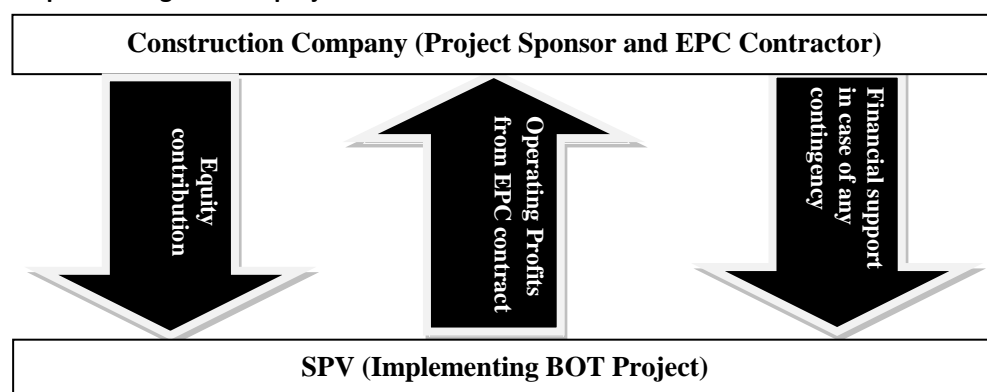 Construction Company (Project Sponsor and EPC Contractor)
Equity
contribution
Operating Profits
from EPC contract
Financial support
in case of any
contingency
SPV (Implementing BOT Project)